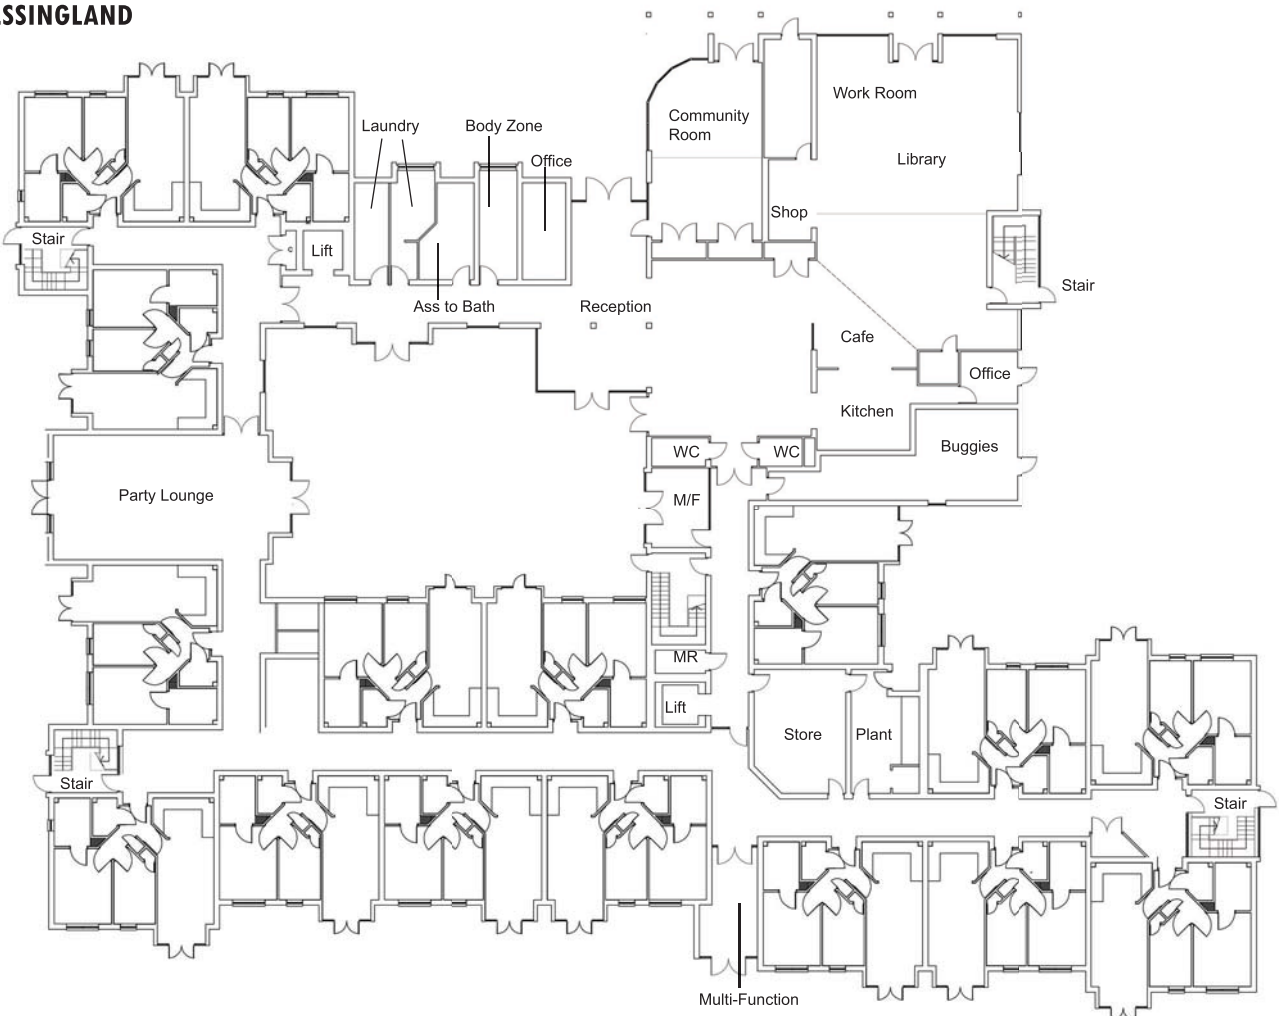 SSINGLAND
Work Room
Community
Room
Laundry
Body Zone
Office
Library
Shop
Stair
Lift
Stair
Ass to Bath
Reception
Cafe
Office
Kitchen
Buggies
WC
WC
Party Lounge
M/F
MR
Lift
Store
Plant
Stair
Stair
Multi-Function